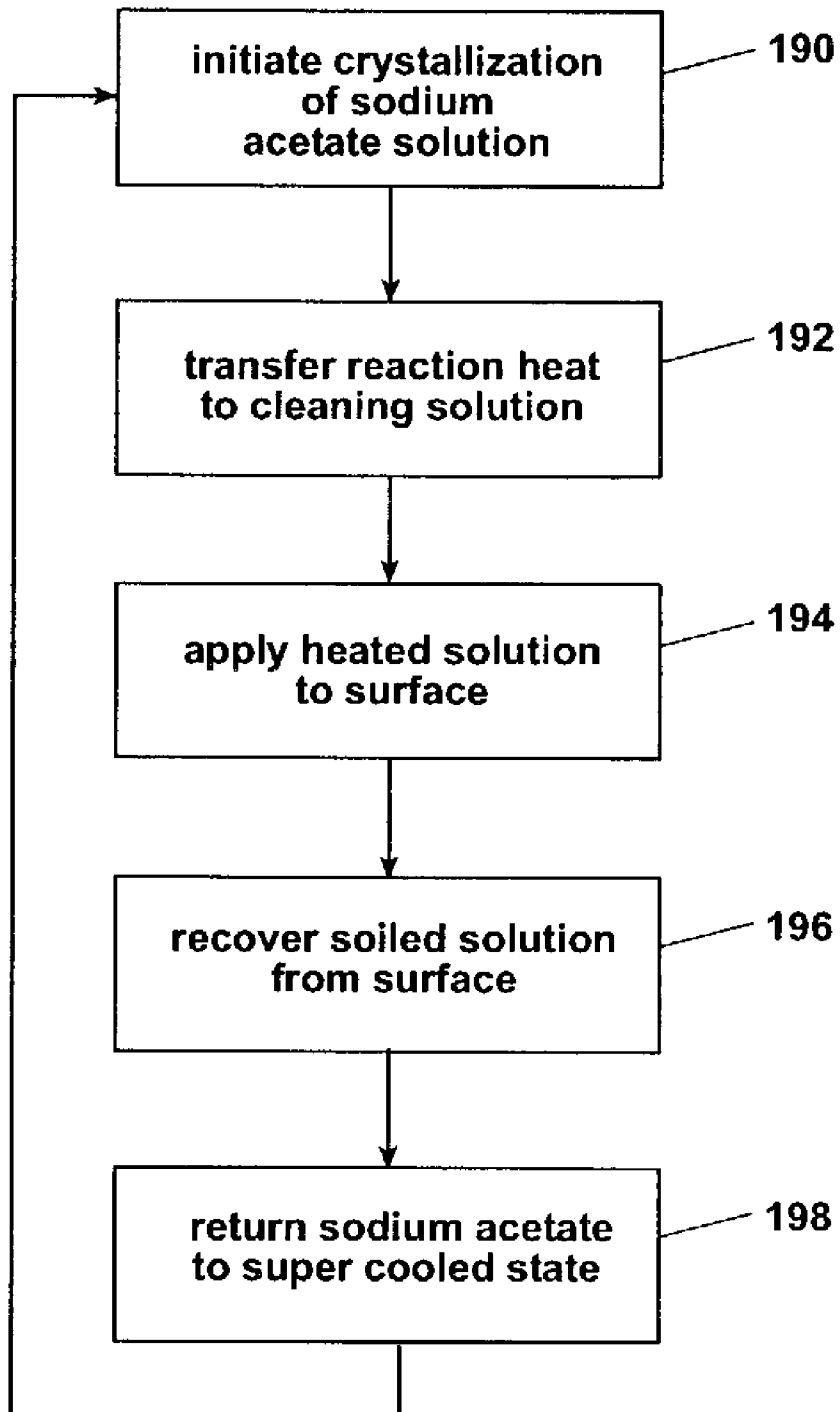 initiate crystallization
of sodium
acetate solution
190
transfer reaction heat
to cleaning solution
192
apply heated solution
to surface
194
recover soiled solution
from surface
196
return sodium acetate
to super cooled state
198